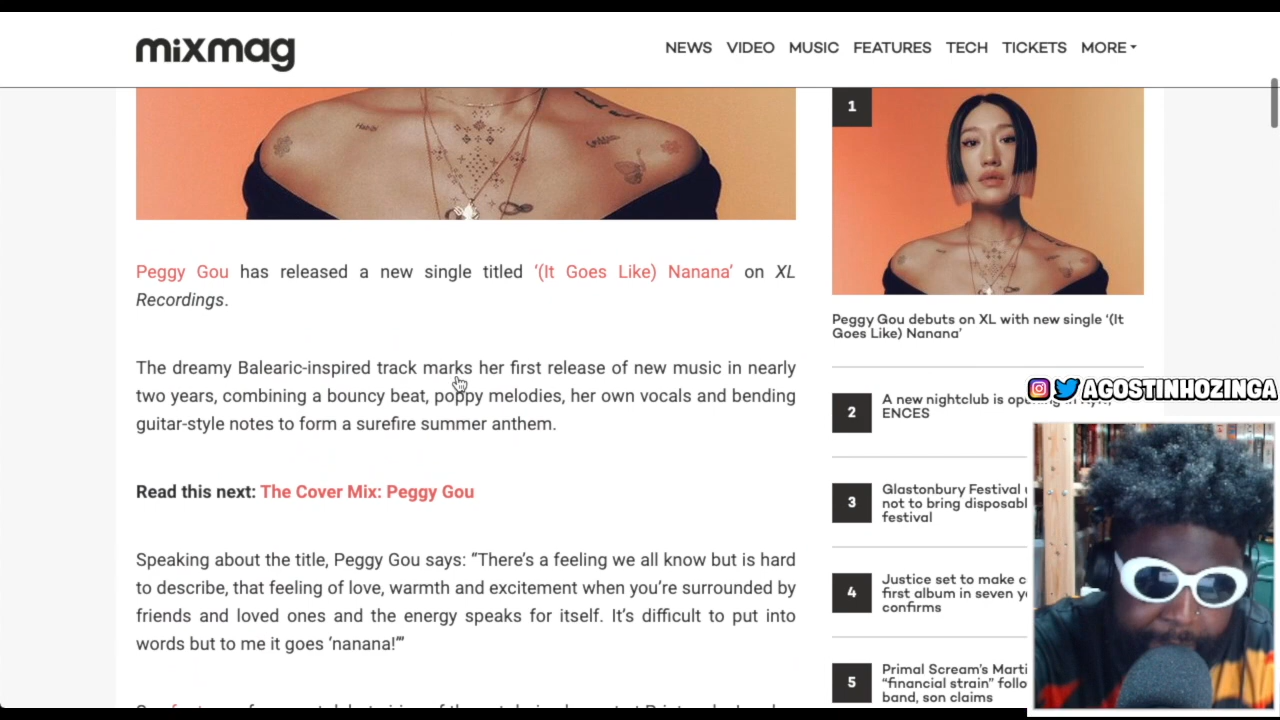 mixmag
NEWS VIDEO MUSIC FEATURES TECH TICKETS MORE
Peggy Gou has released a new single titled ‘(It Goes Like) Nanana’ on XL
Recordings.
The dreamy Balearic-inspired track marks her first release of new music in nearly
two years, combining a bouncy beat, poppy melodies, her own vocals and bending
guitar-style notes to form a surefire summer anthem.
Read this next: The Cover Mix: Peggy Gou
Speaking about the title, Peggy Gou says: “There’s a feeling we all know but is hard
to describe, that feeling of love, warmth and excitement when you’re surrounded by
friends and loved ones and the energy speaks for itself. It’s difficult to put into
words but to me it goes ‘nanana!’”
1
Peggy Gou debuts on XL with new single ‘(It
Goes Like) Nanana’
AGOSTINHOZINGA
2
A new nightclub is
ENCES
3
Glastonbury Festival
not to bring
festival
4
Justice set to make
first album in seven
confirms
5
Primal Scream’s
“financial strain”
band, son claims